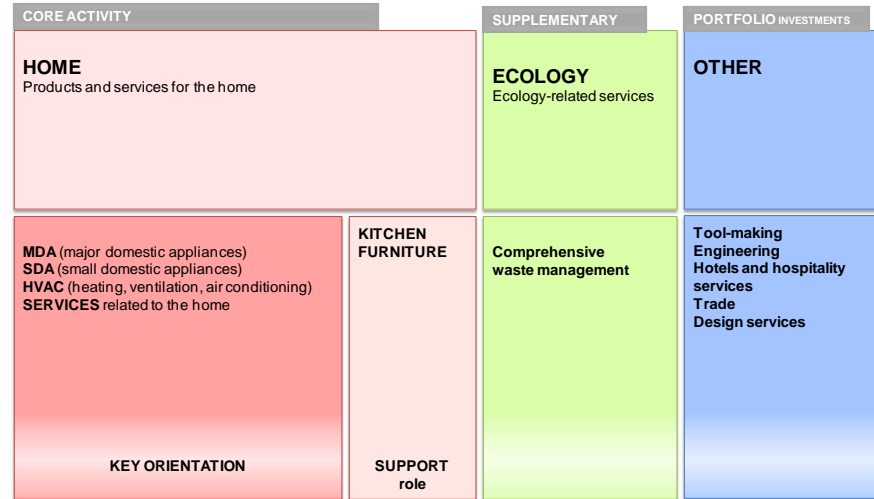 CORE ACTIVITY
SUPPLEMENTARY
PORTFOLIO INVESTMENTS
HOME
Products and services for the home
ECOLOGY
Ecology-related services
OTHER
MDA (major domestic appliances)
SDA (small domestic appliances)
HVAC (heating, ventilation, air conditioning)
SERVICES related to the home
KEY ORIENTATION
KITCHEN
FURNITURE
SUPPORT
role
Comprehensive
waste management
Tool-making
Engineering
Hotels and hospitality
services
Trade
Design services